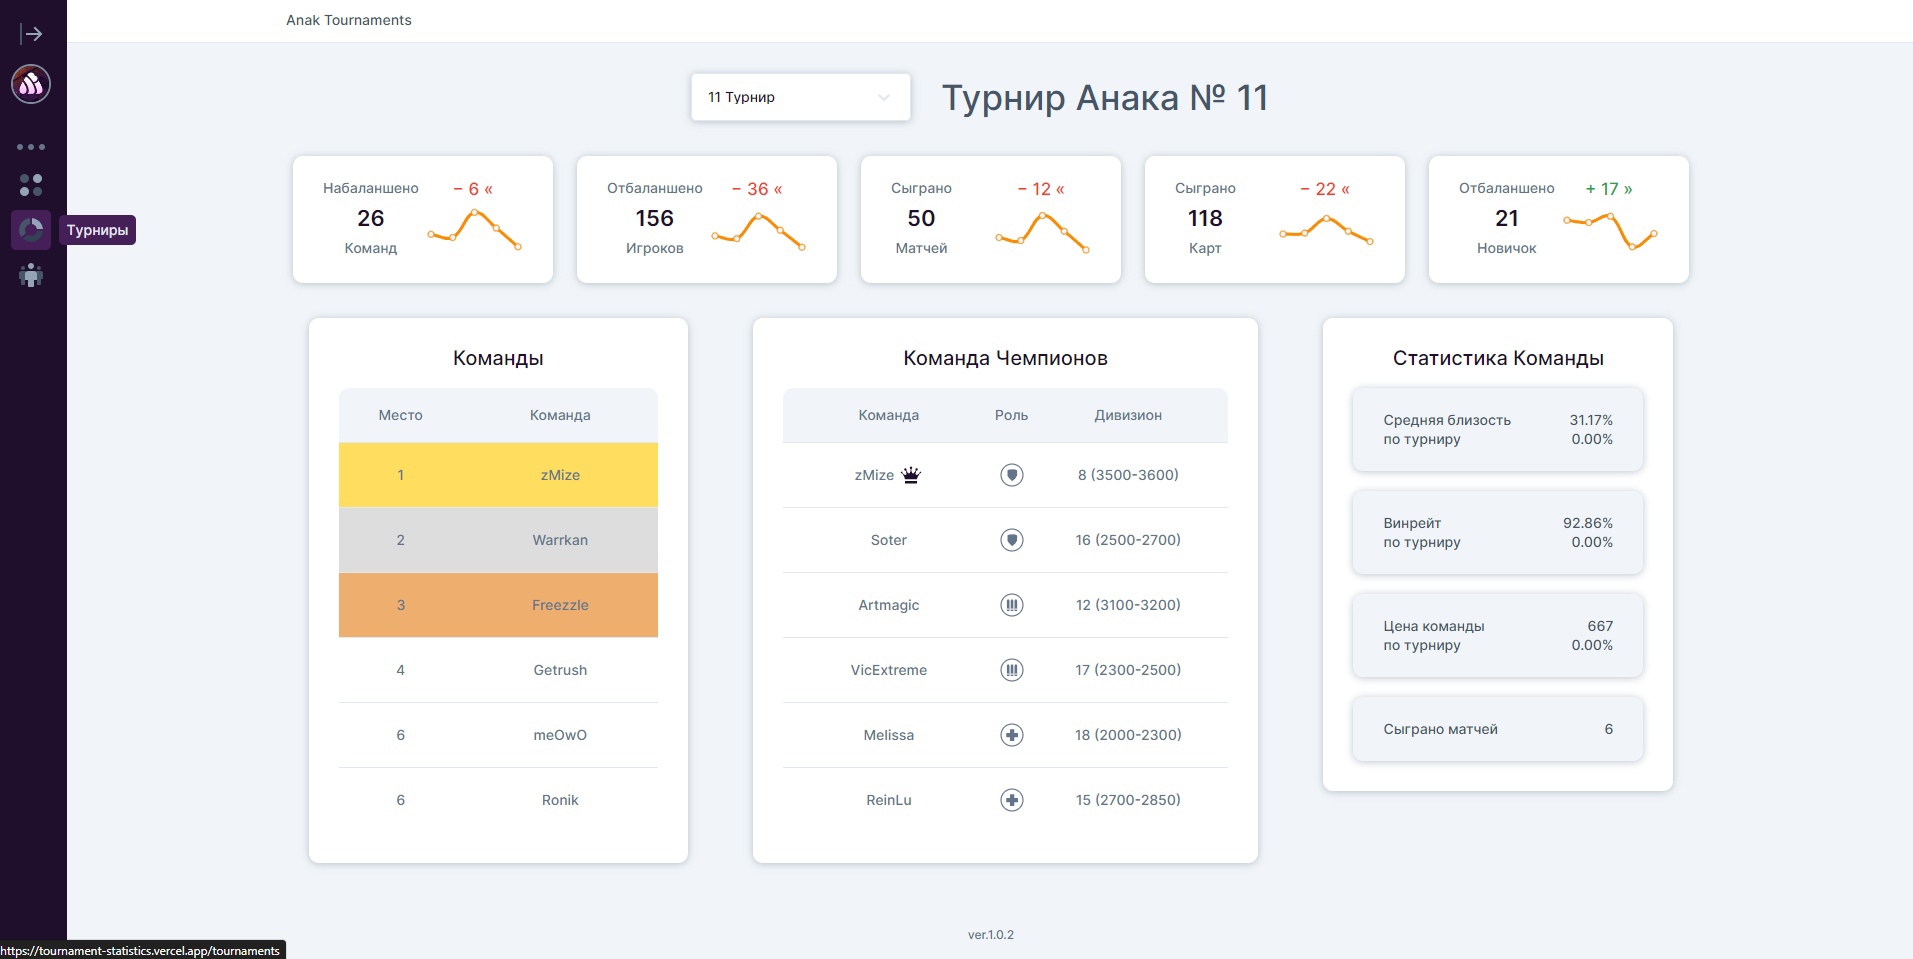 Anak Tournaments
11 Турнир
Турнир Анака № 11
Набаланшено − 6 «
26
Команд
Отбаланшено − 36 «
156
Игроков
Сыграно − 12 «
50
Матчей
Сыграно − 22 «
118
Карт
Отбаланшено + 17 »
21
Новичок
Турниры
Команды
Место Команда
1 zMize
2 Warrkan
3 Freezzle
4 Getrush
6 meOwO
6 Ronik
Команда Чемпионов
Команда Роль Дивизион
zMize 8 (3500-3600)
Soter 16 (2500-2700)
Artmagic 12 (3100-3200)
VicExtreme 17 (2300-2500)
Melissa 18 (2000-2300)
ReinLu 15 (2700-2850)
Статистика Команды
Средняя близость 31.17%
по турниру 0.00%
Винрейт 92.86%
по турниру 0.00%
Цена команды 667
по турниру 0.00%
Сыграно матчей 6
ver.1.0.2
https://tournament-statistics.vercel.app/tournaments